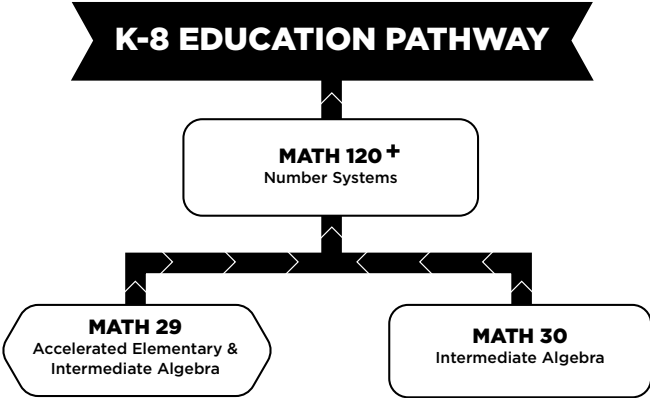 K-8 EDUCATION PATHWAY
MATH 120+
Number Systems
MATH 29
Accelerated Elementary &
Intermediate Algebra
MATH 30
Intermediate Algebra